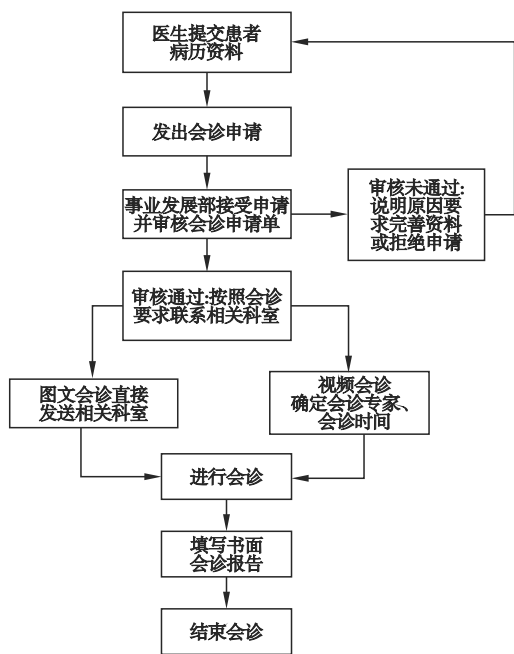 医生提交患者
病历资料
发出会诊申请
事业发展部接受申请
并审核会诊申请单
审核未通过:
说明原因要
求完善资料
或拒绝申请
审核通过:按照会诊
要求联系相关科室
图文会诊直接
发送相关科室
视频会诊
确定会诊专家、
会诊时间
进行会诊
填写书面
会诊报告
结束会诊